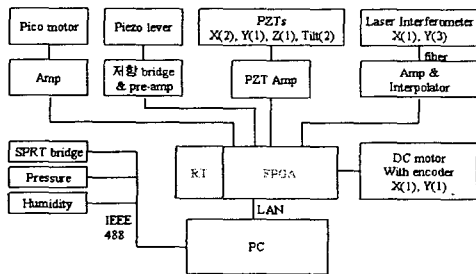 Pico motor
Piezo lever
PZTs
X(2), Y(1), Z(1), Tilt(2)
Laser Interferometer
X(1), Y(3)
fiber
Amp
저항 bridge
& pre-amp
PZT Amp
Amp &
Interpolator
SPRT bridge
Pressure
Humidity
IEEE
488
RT
FPGA
LAN
PC
DC motor
With encoder
X(1), Y(1)